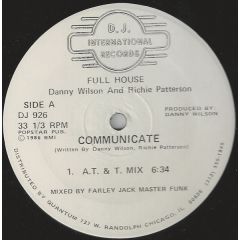 D.J.
INTERNATIONAL
RECORDS
FULL HOUSE
Danny Wilson And Richie Patterson
SIDE A
DJ 926
33 1/3 RPM
POPSTAR PUB.
© 1986 BMI
PRODUCED BY
DANNY WILSON
COMMUNICATE
(Written By Danny Wilson, Richie Patterson)
1. A.T. & T. MIX 6:34
MIXED BY FARLEY JACK MASTER FUNK
DISTRIBUTED BY QUANTUM 727 W. RANDOLPH CHICAGO, IL 60606